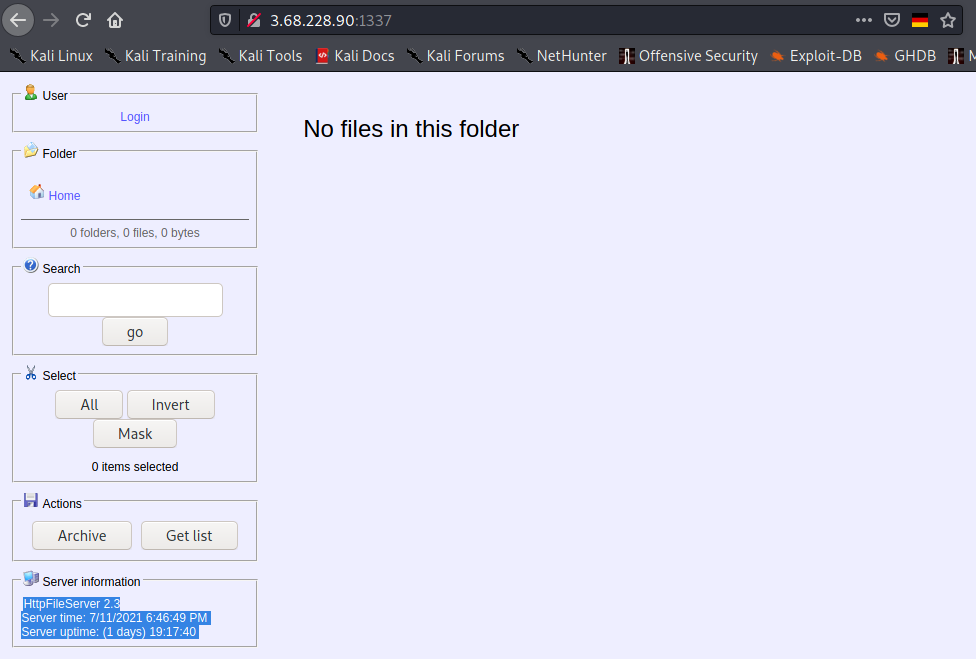 3.68.228.90:1337
Kali Linux Kali Training Kali Tools Kali Docs Kali Forums NetHunter Offensive Security Exploit-DB GHDB M
User
Login
No files in this folder
Folder
Home
0 folders, 0 files, 0 bytes
Search
go
Select
All Invert
Mask
0 items selected
Actions
Archive Get list
Server information
HttpFileServer 2.3
Server time: 7/11/2021 6:46:49 PM
Server uptime: (1 days) 19:17:40